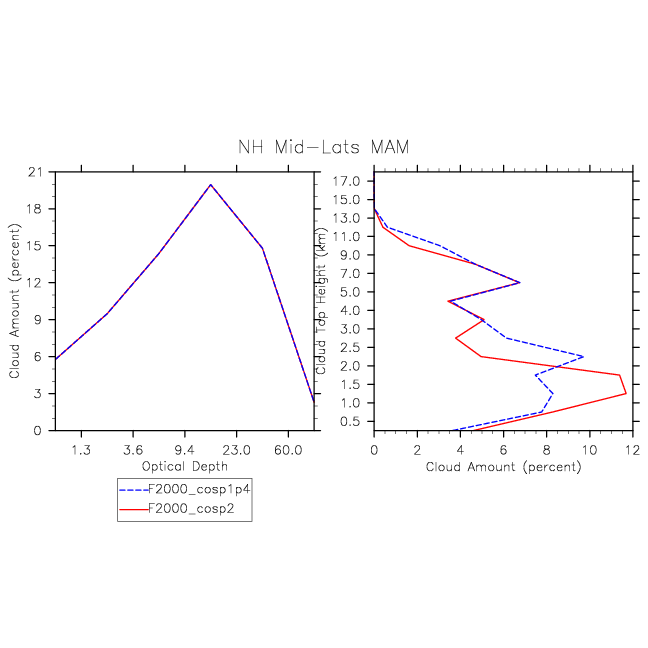 NH Mid-Lats MAM
21
18
15
12
9
6
3
0
Cloud Amount (percent)
1.3 3.6 9.4 23.0 60.0
Optical Depth
17.0
15.0
13.0
11.0
9.0
7.0
5.0
4.0
3.0
2.5
2.0
1.5
1.0
0.5
Cloud Top Height (km)
0 2 4 6 8 10 12
Cloud Amount (percent)
F2000_cosp1p4
F2000_cosp2